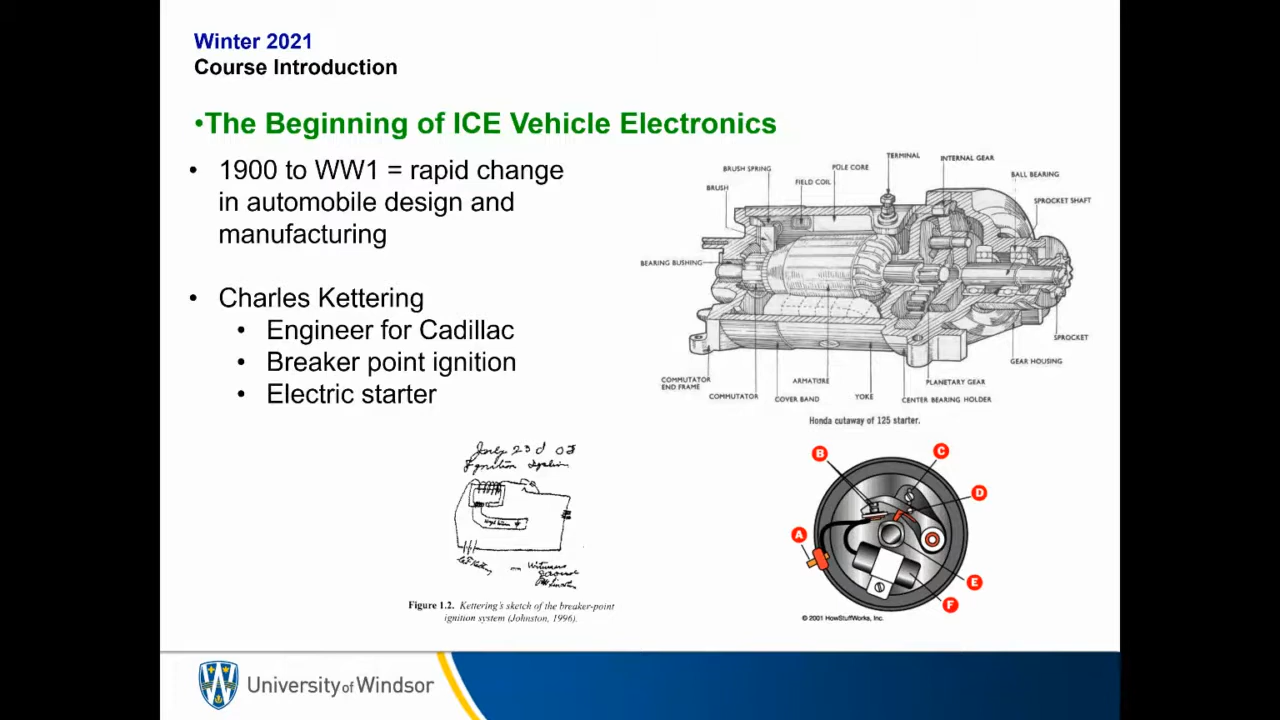 Winter 2021
Course Introduction
•The Beginning of ICE Vehicle Electronics
• 1900 to WW1 = rapid change
in automobile design and
manufacturing
• Charles Kettering
• Engineer for Cadillac
• Breaker point ignition
• Electric starter
TERMINAL
INTERNAL GEAR
BRUSH SPRING
POLE CORE
BALL BEARING
FIELD COIL
BRUSH
SPROCKET SHAFT
BEARING BUSHING
SPROCKET
GEAR HOUSING
COMMUTATOR
END FRAME
ARMATURE
PLANETARY GEAR
COMMUTATOR
COVER BAND
YOKE
CENTER BEARING HOLDER
Honda cutaway of 125 starter.
Ignition
Figure 1.2. Kettering's sketch of the breaker-point
ignition system (Johnston, 1996).
B
C
D
A
E
F
© 2001 HowStuffWorks, Inc.
University of Windsor